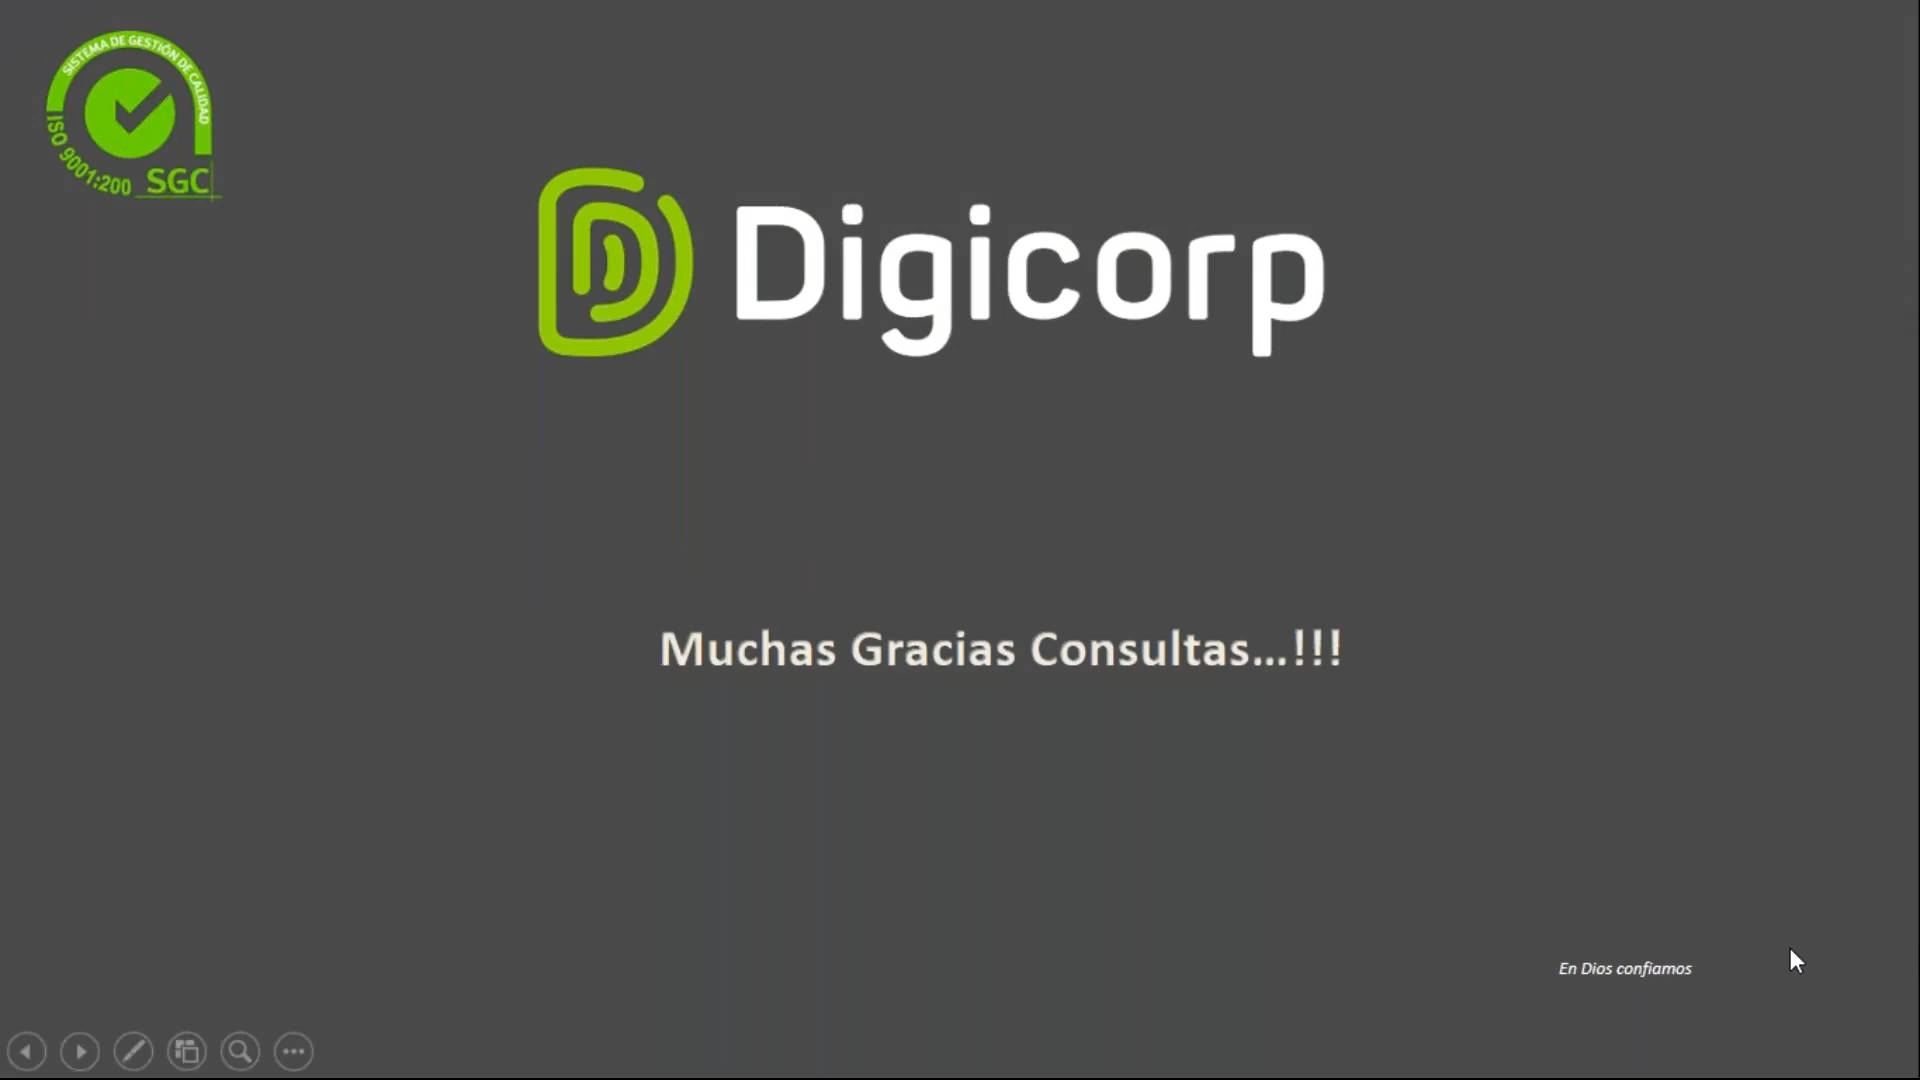 SISTEMA DE GESTIÓN DE CALIDAD
ISO 9001:200
SGC
Digicorp
Muchas Gracias Consultas...!!!
En Dios confiamos